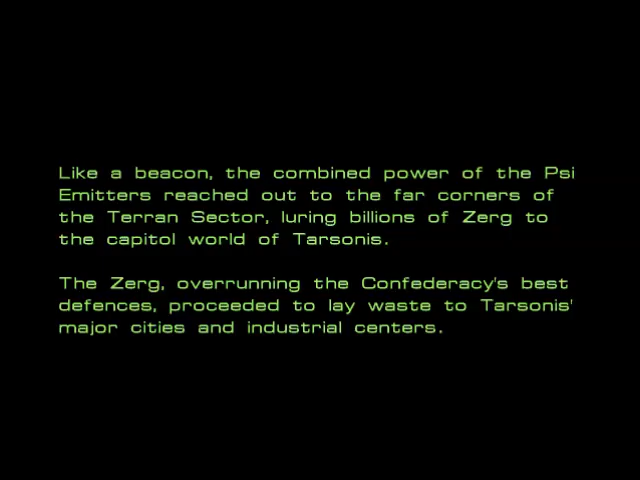 Like a beacon, the combined power of the Psi
Emitters reached out to the far corners of
the Terran Sector, luring billions of Zerg to
the capitol world of Tarsonis.
The Zerg, overrunning the Confederacy's best
defences, proceeded to lay waste to Tarsonis'
major cities and industrial centers.